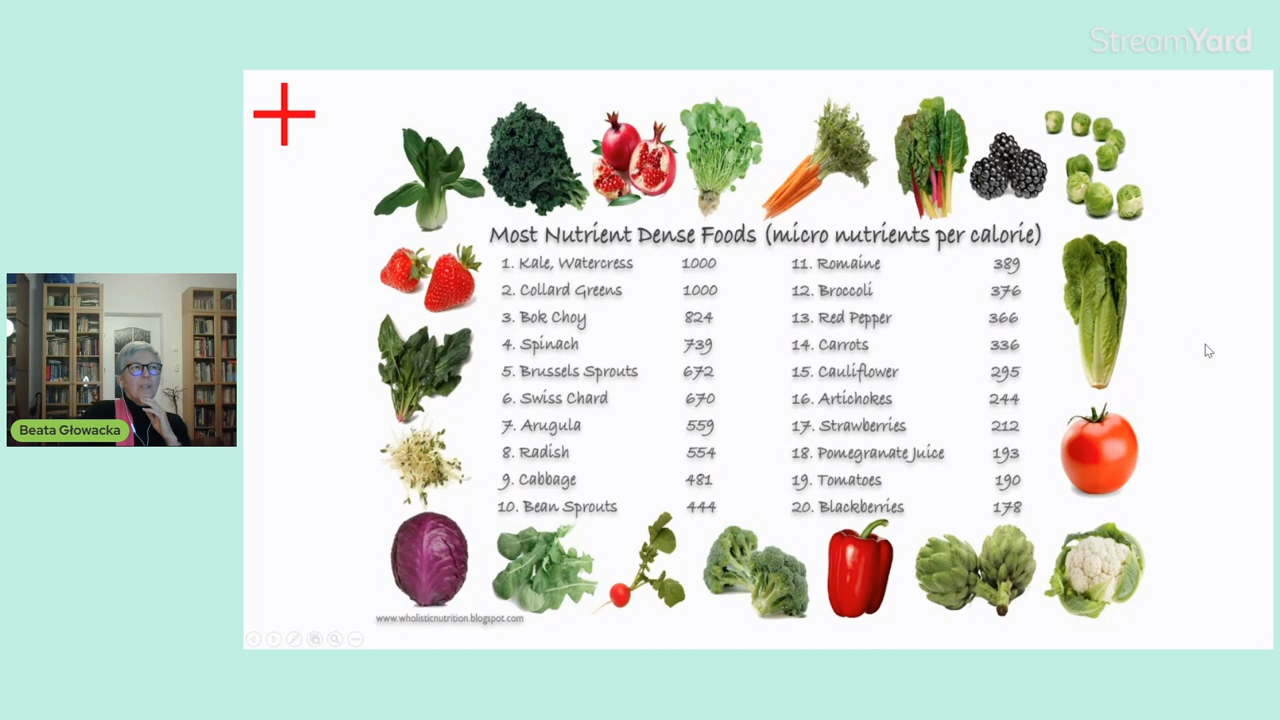 StreamYard
Most Nutrient Dense Foods (micro nutrients per calorie)
1. Kale, Watercress 1000
2. Collard Greens 1000
3. Bok Choy 824
4. Spinach 739
5. Brussels Sprouts 672
6. Swiss Chard 670
7. Arugula 559
8. Radish 554
9. Cabbage 481
10. Bean Sprouts 444
11. Romaine 389
12. Broccoli 376
13. Red Pepper 366
14. Carrots 336
15. Cauliflower 295
16. Artichokes 244
17. Strawberries 212
18. Pomegranate Juice 193
19. Tomatoes 190
20. Blackberries 178
www.wholisticnutrition.blogspot.com
Beata Głowacka